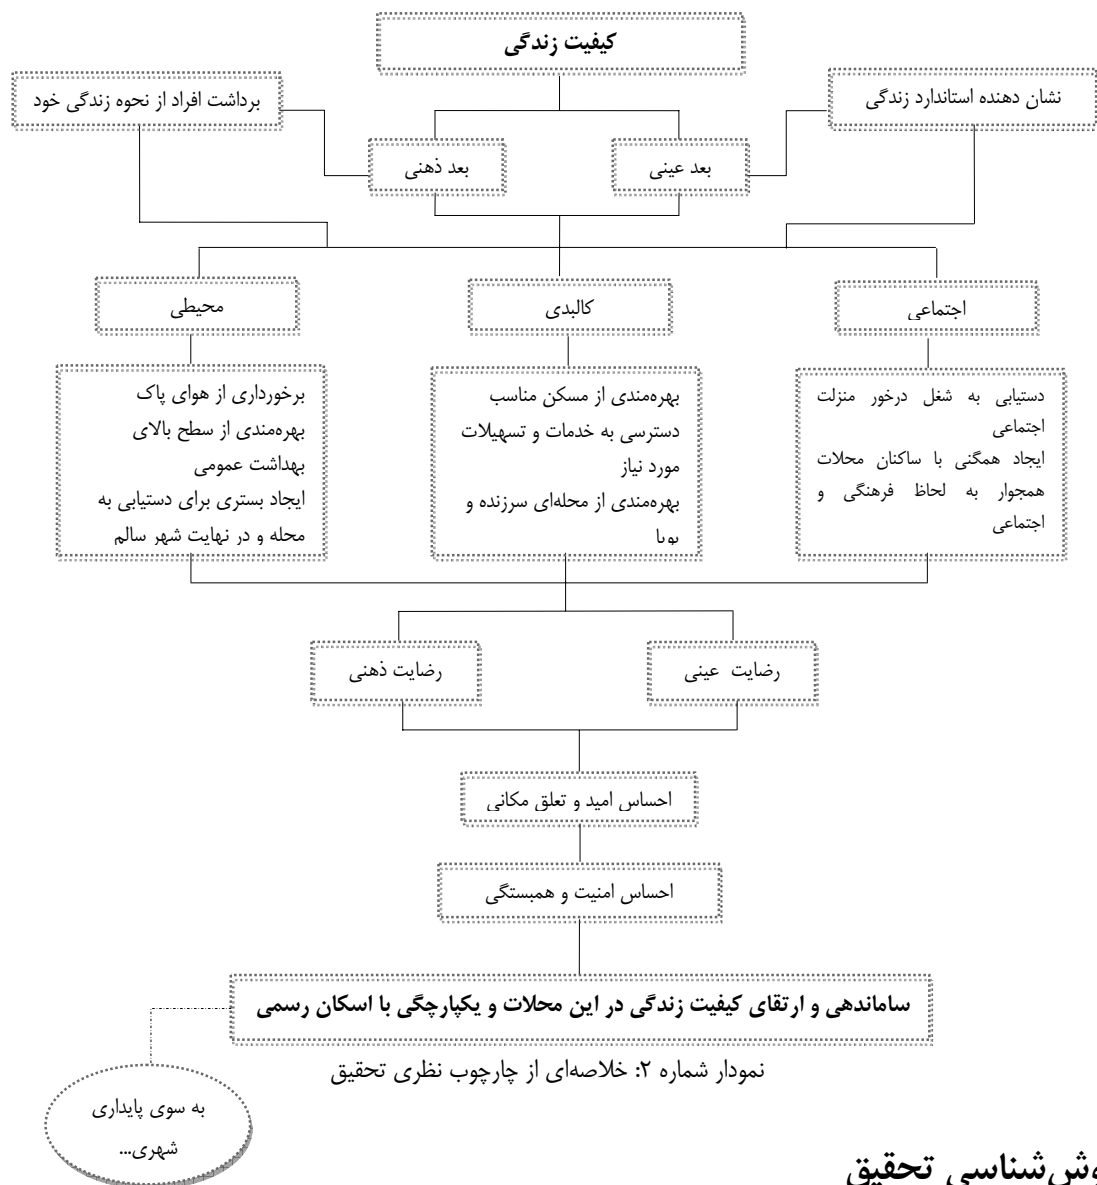 کیفیت زندگی
نشان دهنده استاندارد زندگی
برداشت افراد از نحوه زندگی خود
بعد عینی
بعد ذهنی
اجتماعی
کالبدی
محیطی
دستیابی به شغل درخور منزلت
اجتماعی
ایجاد همگنی با ساکنان محلات
همجوار به لحاظ فرهنگی و
اجتماعی
بهره‌مندی از مسکن مناسب
دسترسی به خدمات و تسهیلات
مورد نیاز
بهره‌مندی از محله‌ای سرزنده و
پویا
برخورداری از هوای پاک
بهره‌مندی از سطح بالای
بهداشت عمومی
ایجاد بستری برای دستیابی به
محله و در نهایت شهر سالم
رضایت عینی
رضایت ذهنی
احساس امید و تعلق مکانی
احساس امنیت و همبستگی
ساماندهی و ارتقای کیفیت زندگی در این محلات و یکپارچگی با اسکان رسمی
نمودار شماره ۲: خلاصه‌ای از چارچوب نظری تحقیق
به سوی پایداری
شهری...
وش‌شناسی تحقیق